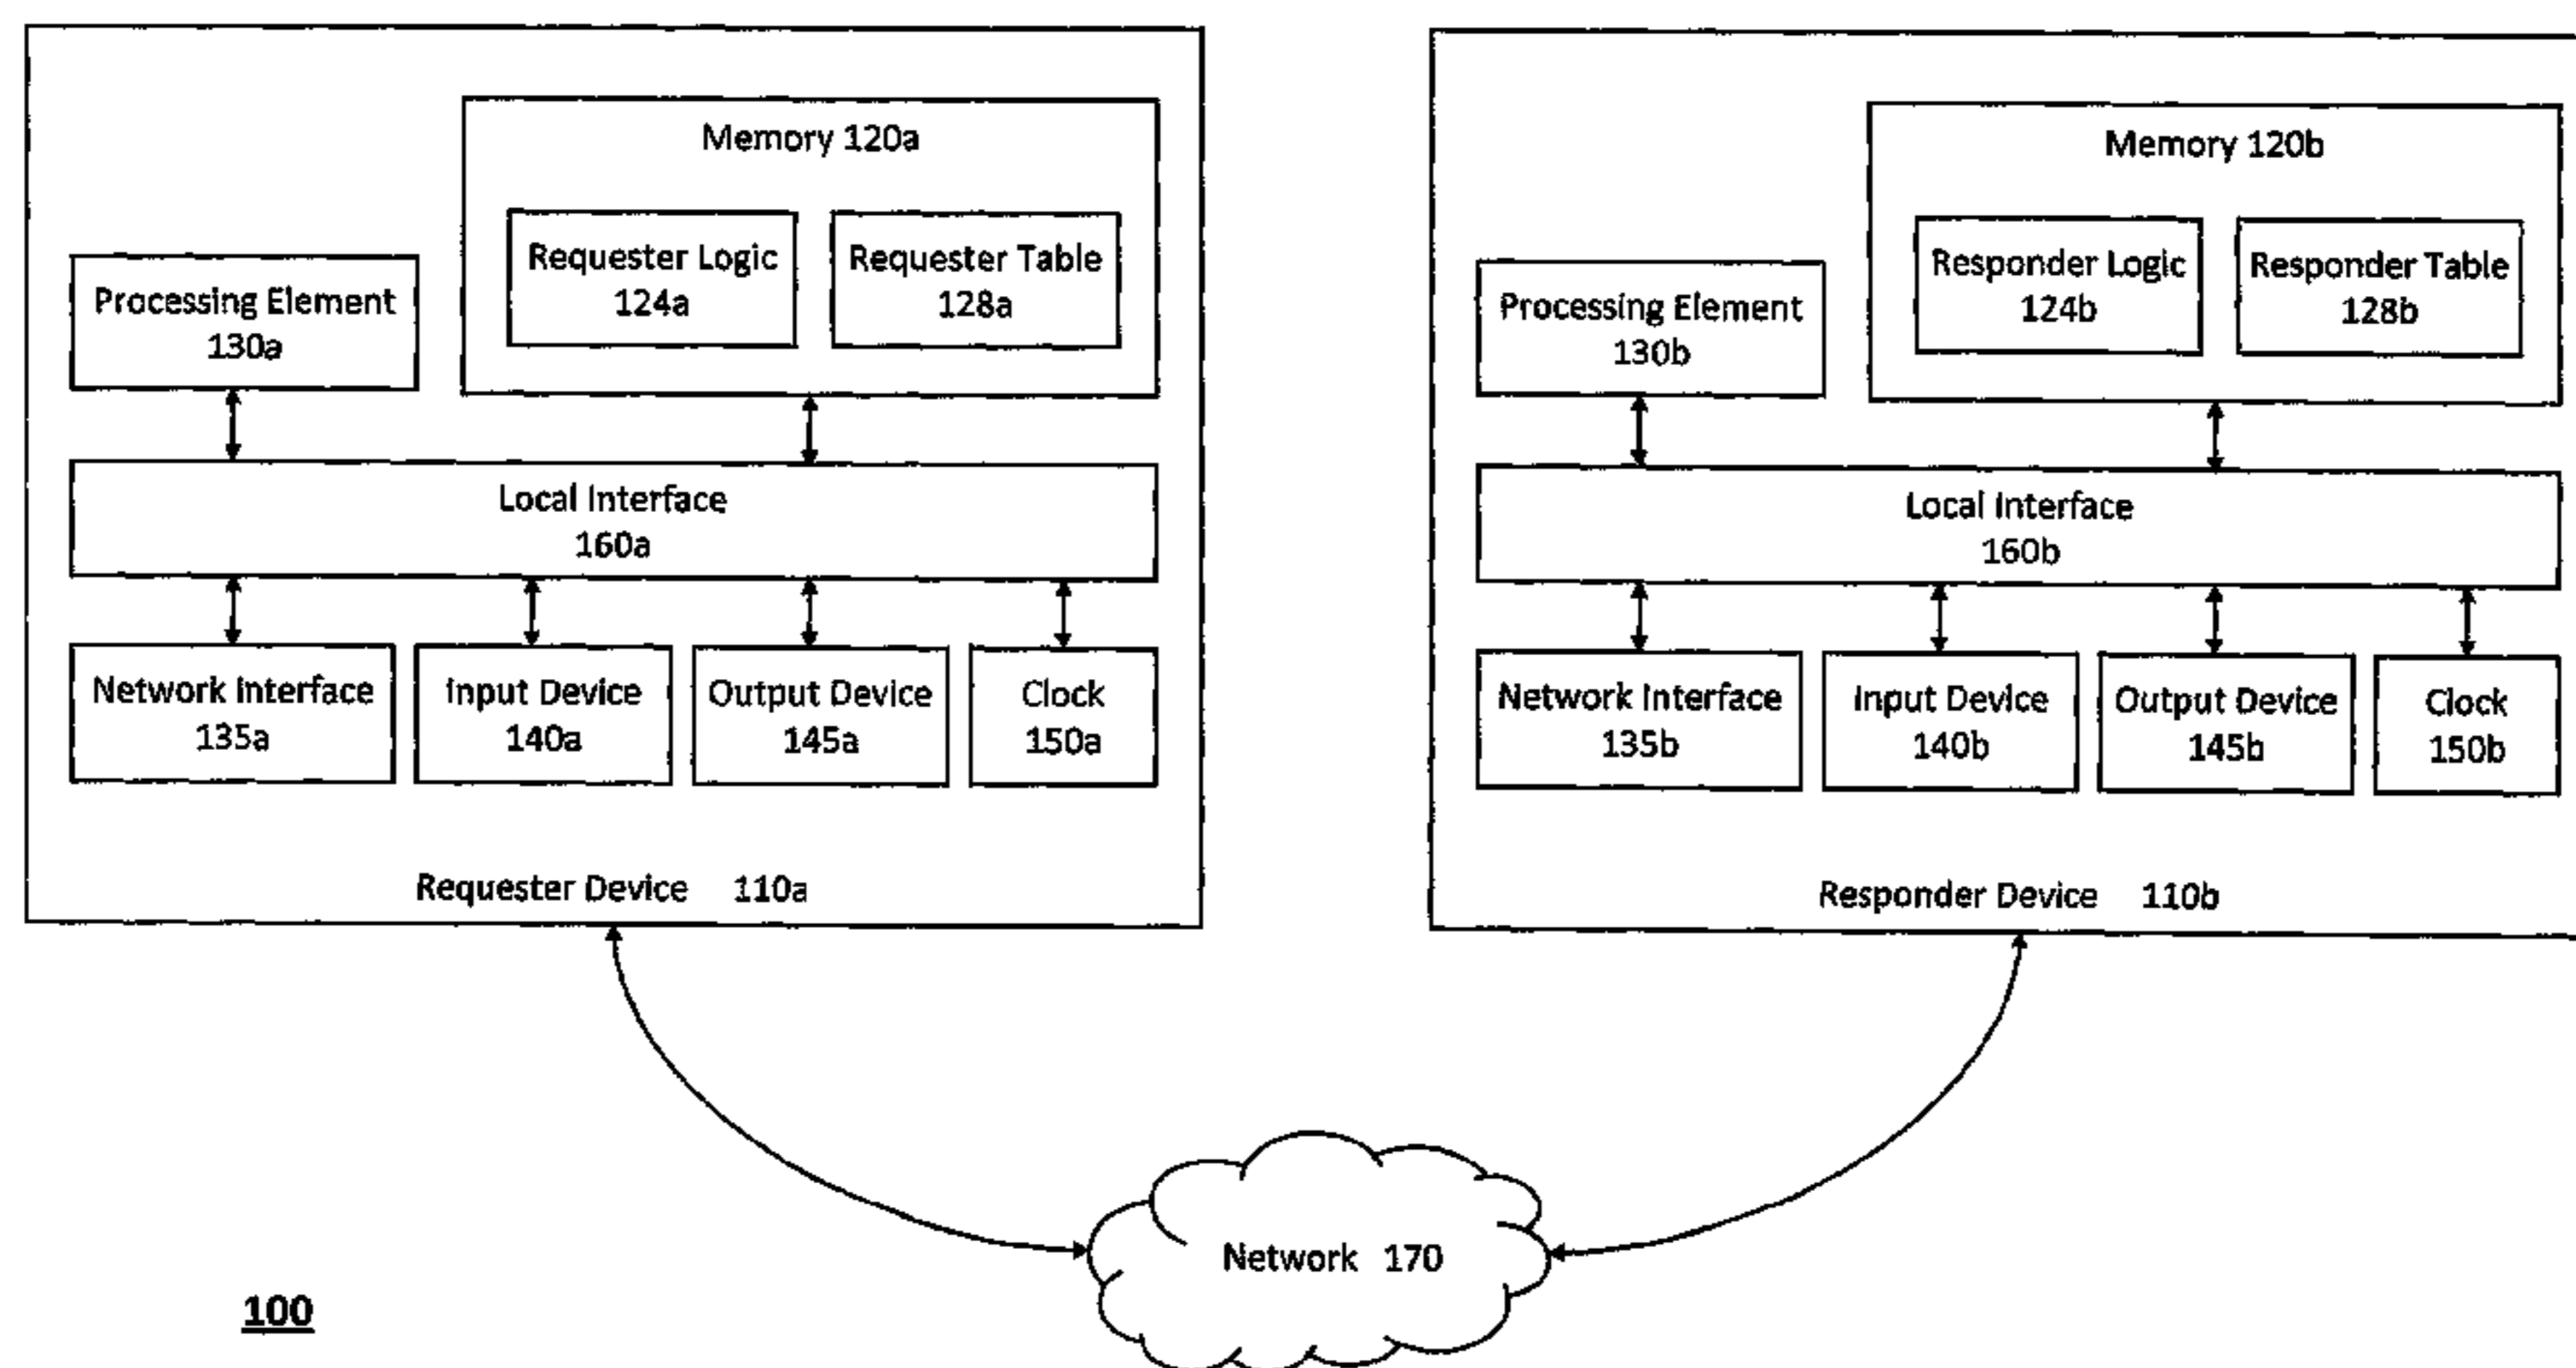 Memory 120a
Requester Logic
124a
Requester Table
128a
Processing Element
130a
Local Interface
160a
Network Interface
135a
Input Device
140a
Output Device
145a
Clock
150a
Requester Device 110a
Memory 120b
Responder Logic
124b
Responder Table
128b
Processing Element
130b
Local Interface
160b
Network Interface
135b
Input Device
140b
Output Device
145b
Clock
150b
Responder Device 110b
Network 170
100